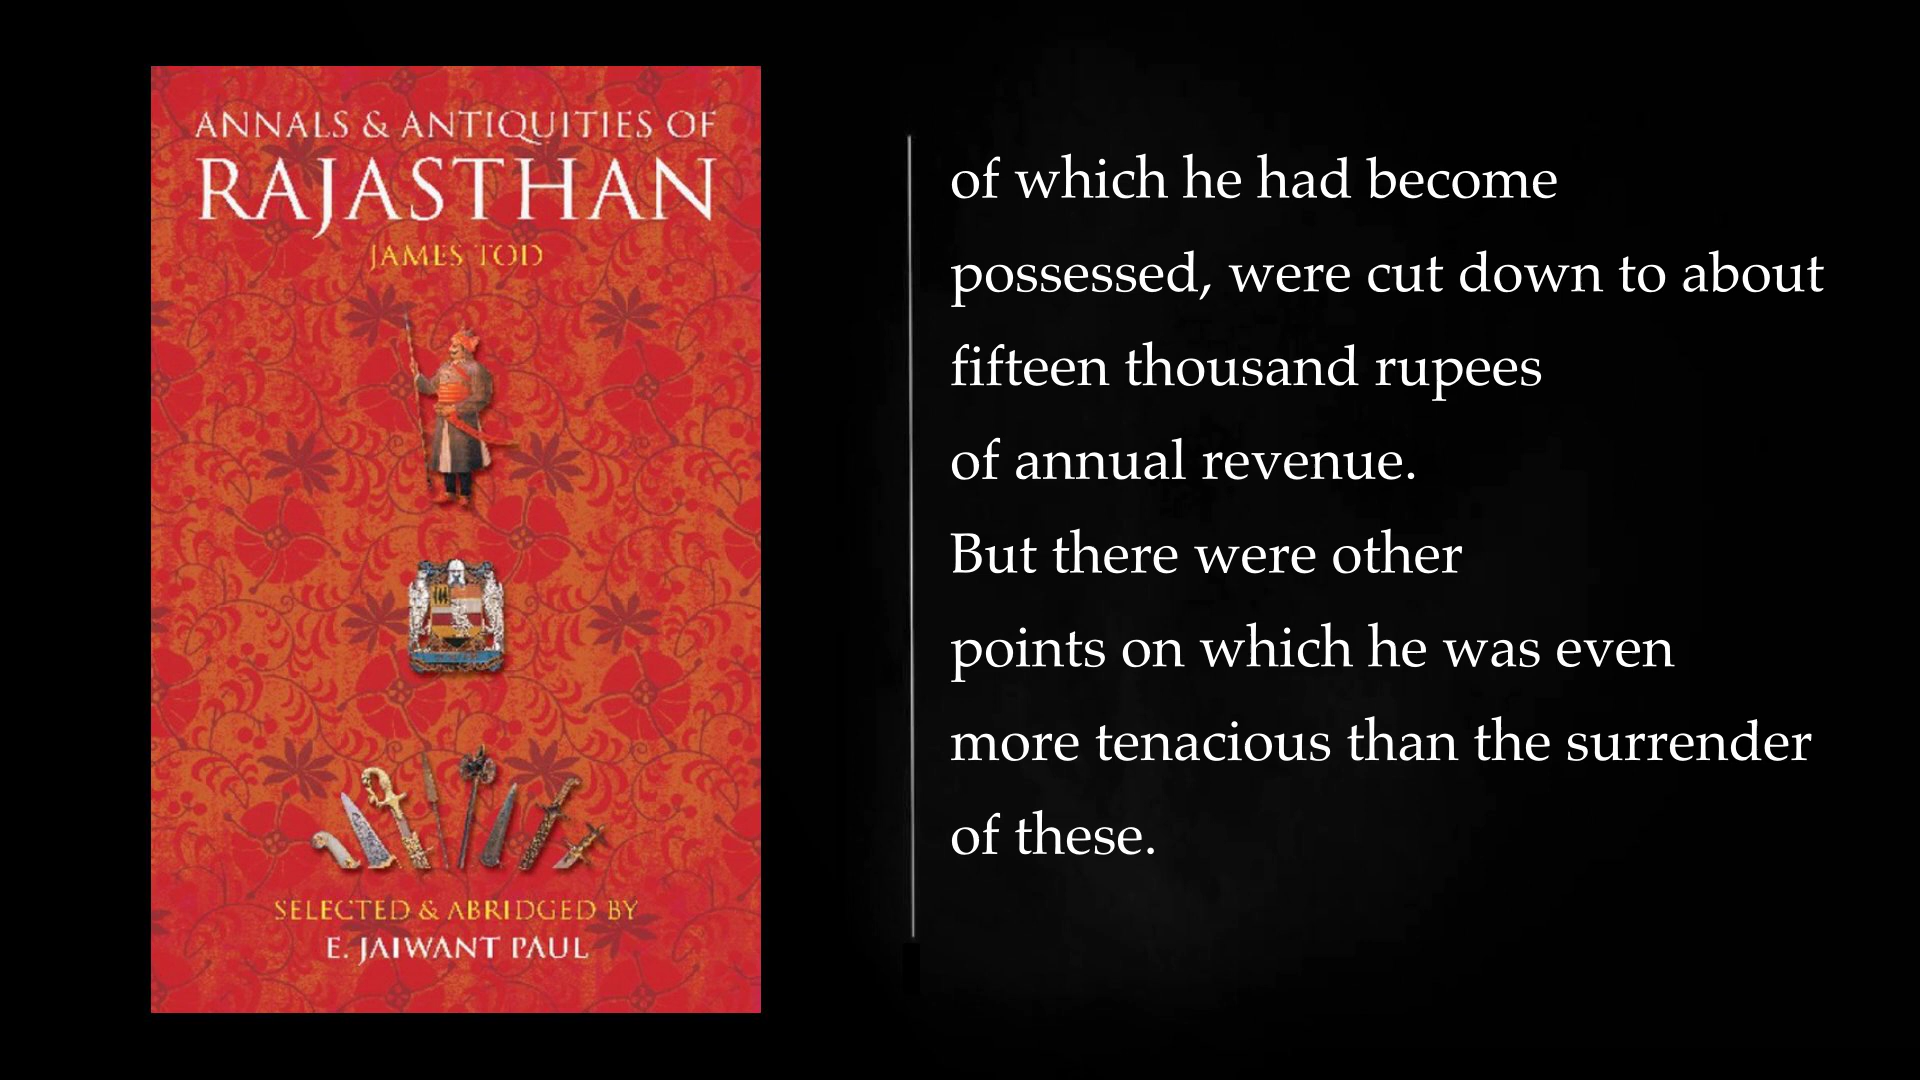 ANNALS & ANTIQUITIES OF
RAJASTHAN
JAMES TOD
SELECTED & ABRIDGED BY
E. JAIWANT PAUL
of which he had become
possessed, were cut down to about
fifteen thousand rupees
of annual revenue.
But there were other
points on which he was even
more tenacious than the surrender
of these.